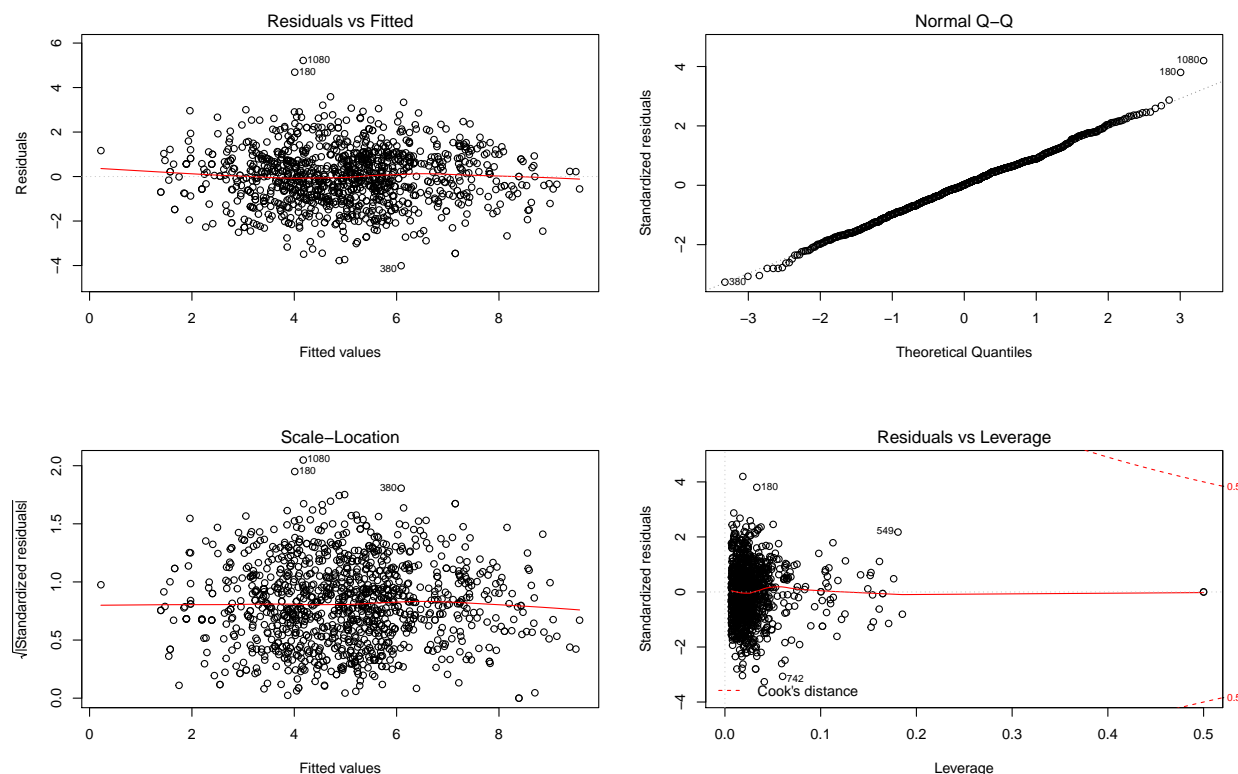 Residuals vs Fitted
Residuals
6
4
2
0
−2
−4
1080
180
380
0 2 4 6 8
Fitted values
Normal Q−Q
Standardized residuals
4
2
0
−2
1080
180
380
−3 −2 −1 0 1 2 3
Theoretical Quantiles
Scale−Location
√|Standardized residuals|
2.0
1.5
1.0
0.5
0.0
1080
180
380
0 2 4 6 8
Fitted values
Residuals vs Leverage
Standardized residuals
4
2
0
−2
−4
180
549
742
Cook's distance
0.5
0.5
0.0 0.1 0.2 0.3 0.4 0.5
Leverage